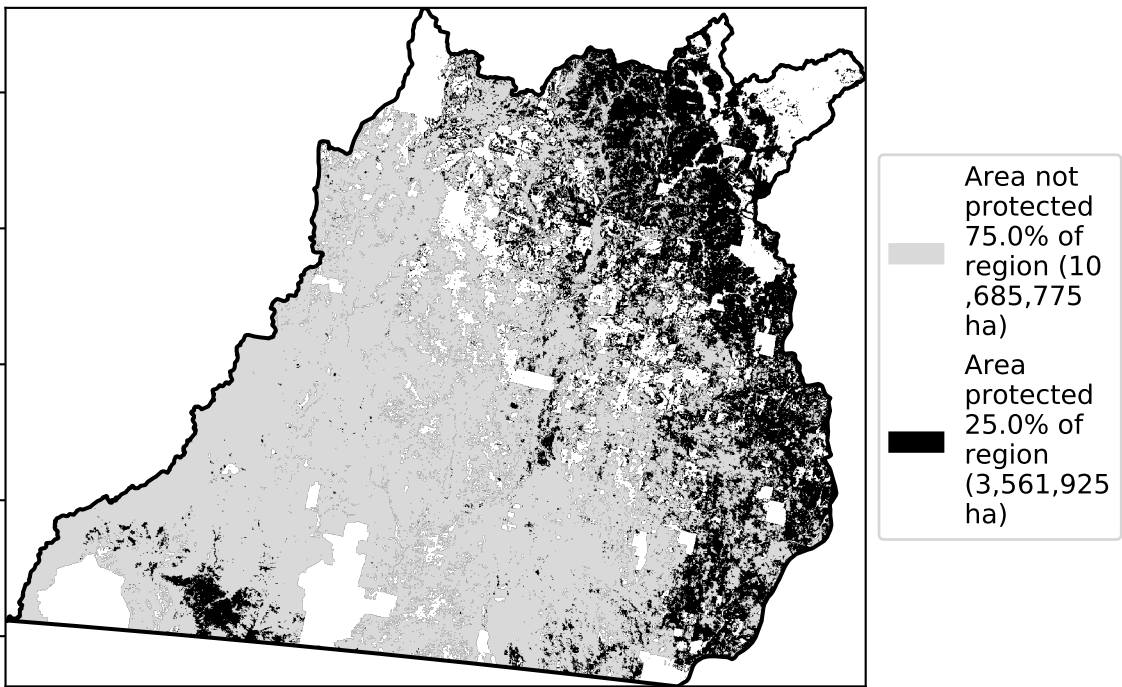 Area not
protected
75.0% of
region (10
,685,775
ha)
Area
protected
25.0% of
region
(3,561,925
ha)